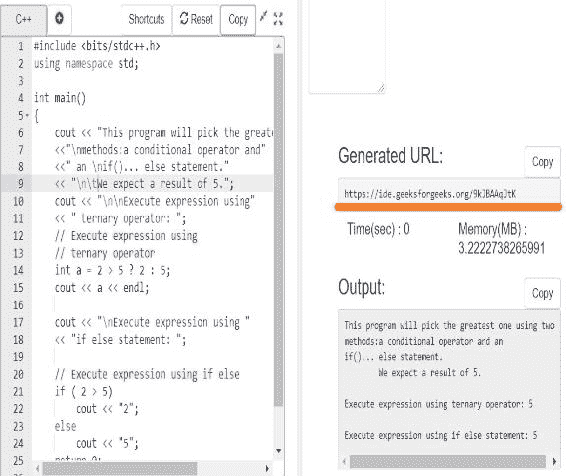 C++
Shortcuts
Reset
Copy
1 #include <bits/stdc++.h>
2 using namespace std;
3
4 int main()
5 {
6 cout << "This program will pick the greate
7 <<"\nmethods:a conditional operator and"
8 <<" an \nif()... else statement."
9 << "\n\tWe expect a result of 5.";
10 cout << "\n\nExecute expression using"
11 << " ternary operator: ";
12 // Execute expression using
13 // ternary operator
14 int a = 2 > 5 ? 2 : 5;
15 cout << a << endl;
16
17 cout << "\nExecute expression using "
18 << "if else statement: ";
19
20 // Execute expression using if else
21 if ( 2 > 5)
22 cout << "2";
23 else
24 cout << "5";
25 return 0;
Generated URL:
Copy
Time(sec) : 0
Memory(MB) :
3.2222738265991
Output:
Copy
This program will pick the greatest one using two
methods:a conditional operator and an
if()... else statement.
We expect a result of 5.
Execute expression using ternary operator: 5
Execute expression using if else statement: 5